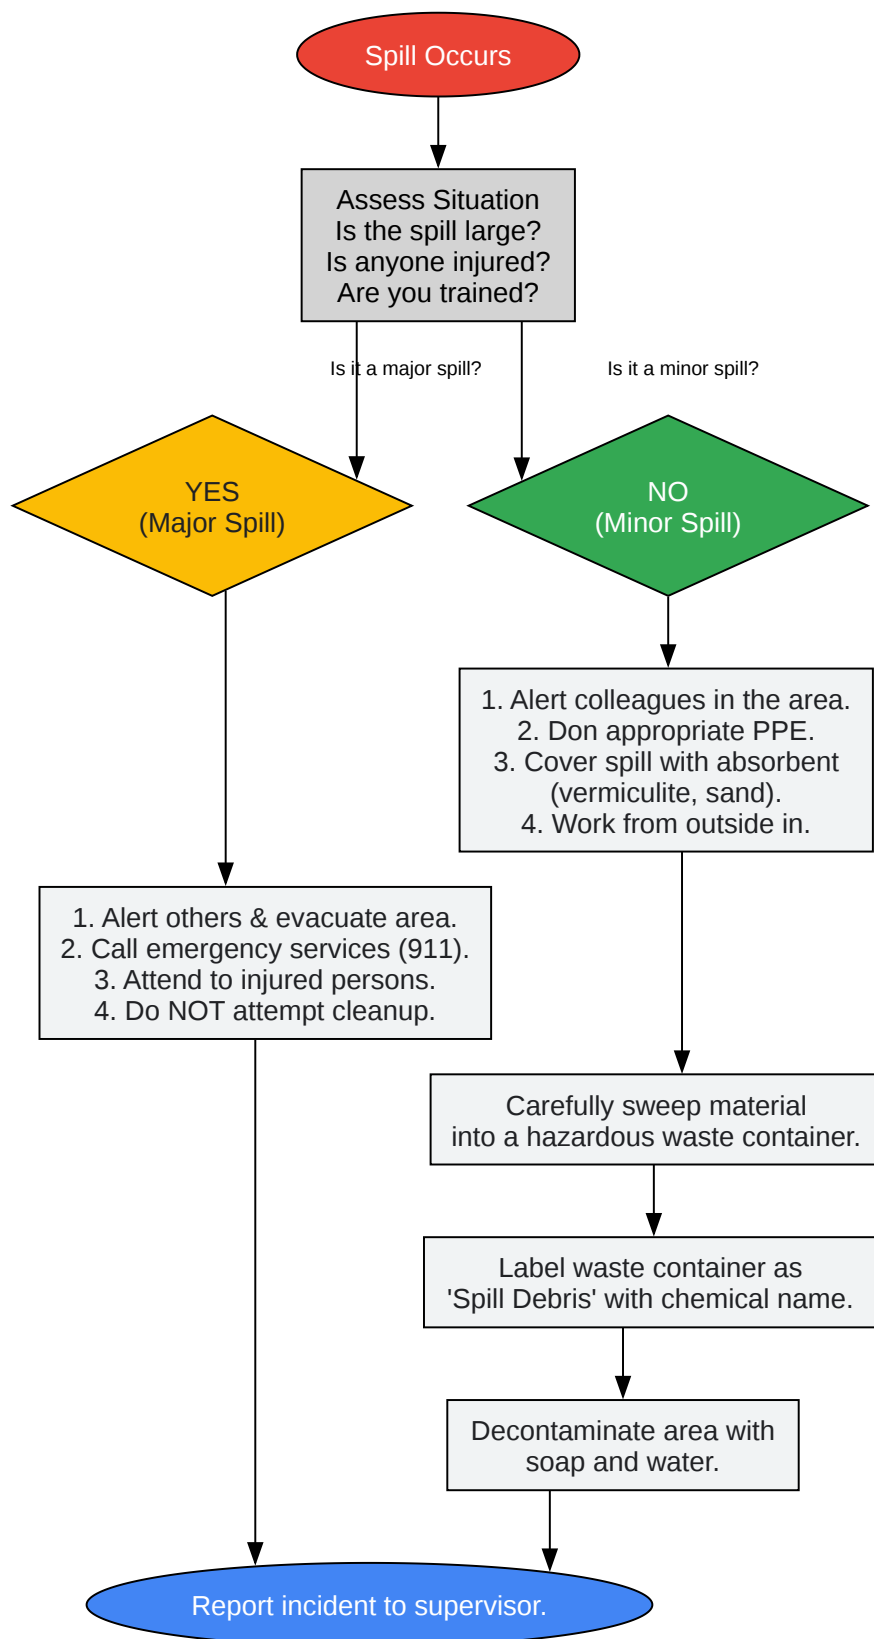 Spill Occurs
Assess Situation
Is the spill large?
Is anyone injured?
Are you trained?
Is it a major spill?
Is it a minor spill?
YES
(Major Spill)
NO
(Minor Spill)
1. Alert colleagues in the area.
2. Don appropriate PPE.
3. Cover spill with absorbent
(vermiculite, sand).
4. Work from outside in.
1. Alert others & evacuate area.
2. Call emergency services (911).
3. Attend to injured persons.
4. Do NOT attempt cleanup.
Carefully sweep material
into a hazardous waste container.
Label waste container as
'Spill Debris' with chemical name.
Decontaminate area with
soap and water.
Report incident to supervisor.